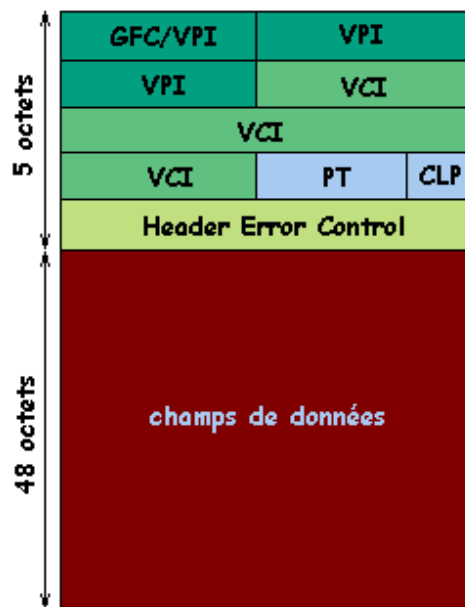 GFC/VPI VPI
VPI VCI
VCI
VCI PT CLP
Header Error Control
5 octets
champs de données
48 octets